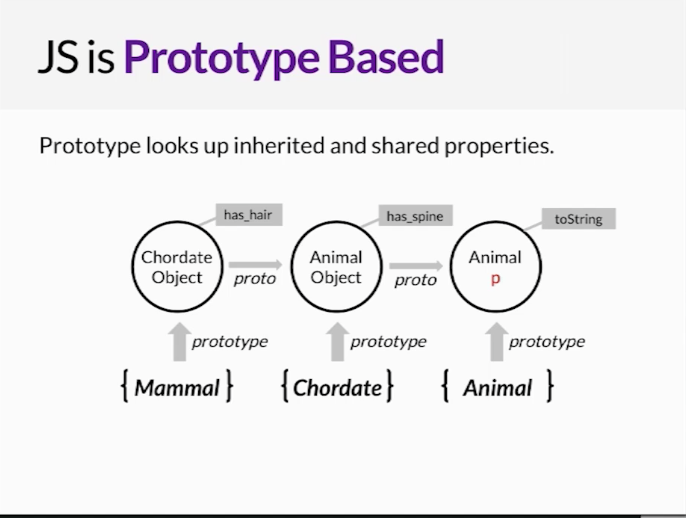 JS is Prototype Based
Prototype looks up inherited and shared properties.
has_hair
has_spine
toString
Chordate
Object
proto
Animal
Object
proto
Animal
p
prototype
prototype
prototype
{ Mammal }
{ Chordate }
{ Animal }